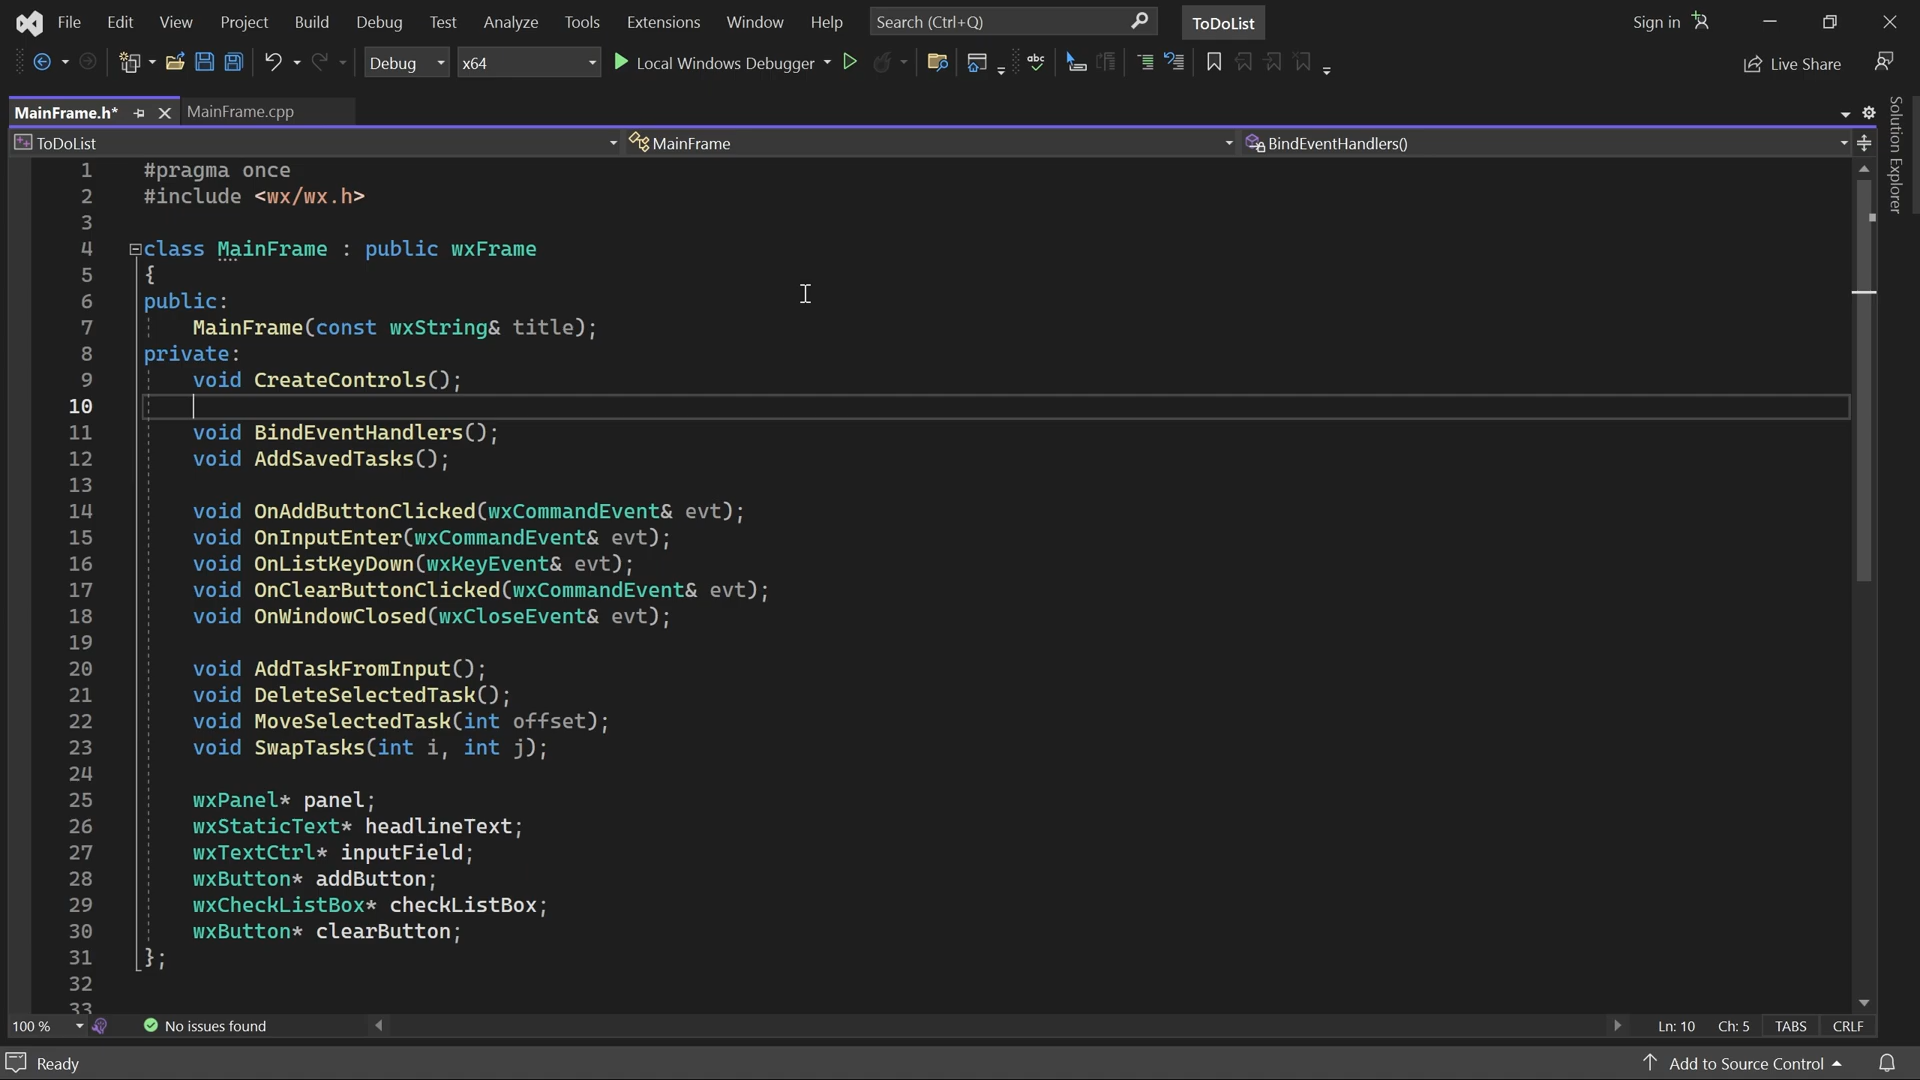 File Edit View Project Build Debug Test Analyze Tools Extensions Window Help Search (Ctrl+Q) ToDoList Sign in
Debug x64 Local Windows Debugger Live Share
MainFrame.h* MainFrame.cpp
ToDoList MainFrame BindEventHandlers()
Solution Explorer
1 #pragma once
2 #include <wx/wx.h>
3
4 class MainFrame : public wxFrame
5 {
6 public:
7 MainFrame(const wxString& title);
8 private:
9 void CreateControls();
10
11 void BindEventHandlers();
12 void AddSavedTasks();
13
14 void OnAddButtonClicked(wxCommandEvent& evt);
15 void OnInputEnter(wxCommandEvent& evt);
16 void OnListKeyDown(wxKeyEvent& evt);
17 void OnClearButtonClicked(wxCommandEvent& evt);
18 void OnWindowClosed(wxCloseEvent& evt);
19
20 void AddTaskFromInput();
21 void DeleteSelectedTask();
22 void MoveSelectedTask(int offset);
23 void SwapTasks(int i, int j);
24
25 wxPanel* panel;
26 wxStaticText* headlineText;
27 wxTextCtrl* inputField;
28 wxButton* addButton;
29 wxCheckListBox* checkListBox;
30 wxButton* clearButton;
31 };
32
33
100 % No issues found Ln: 10 Ch: 5 TABS CRLF
Ready Add to Source Control